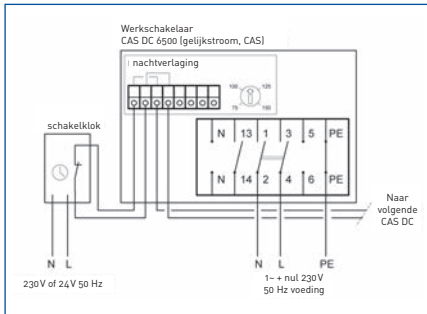 Werkschakelaar
CAS DC 6500 (gelijkstroom, CAS)
nachtverlaging
100 125
75 150
schakelklok
N 13 1 3 5 PE
N 14 2 4 6 PE
Naar
volgende
CAS DC
N L
N L PE
230V of 24V 50 Hz
1~ + nul 230V
50 Hz voeding